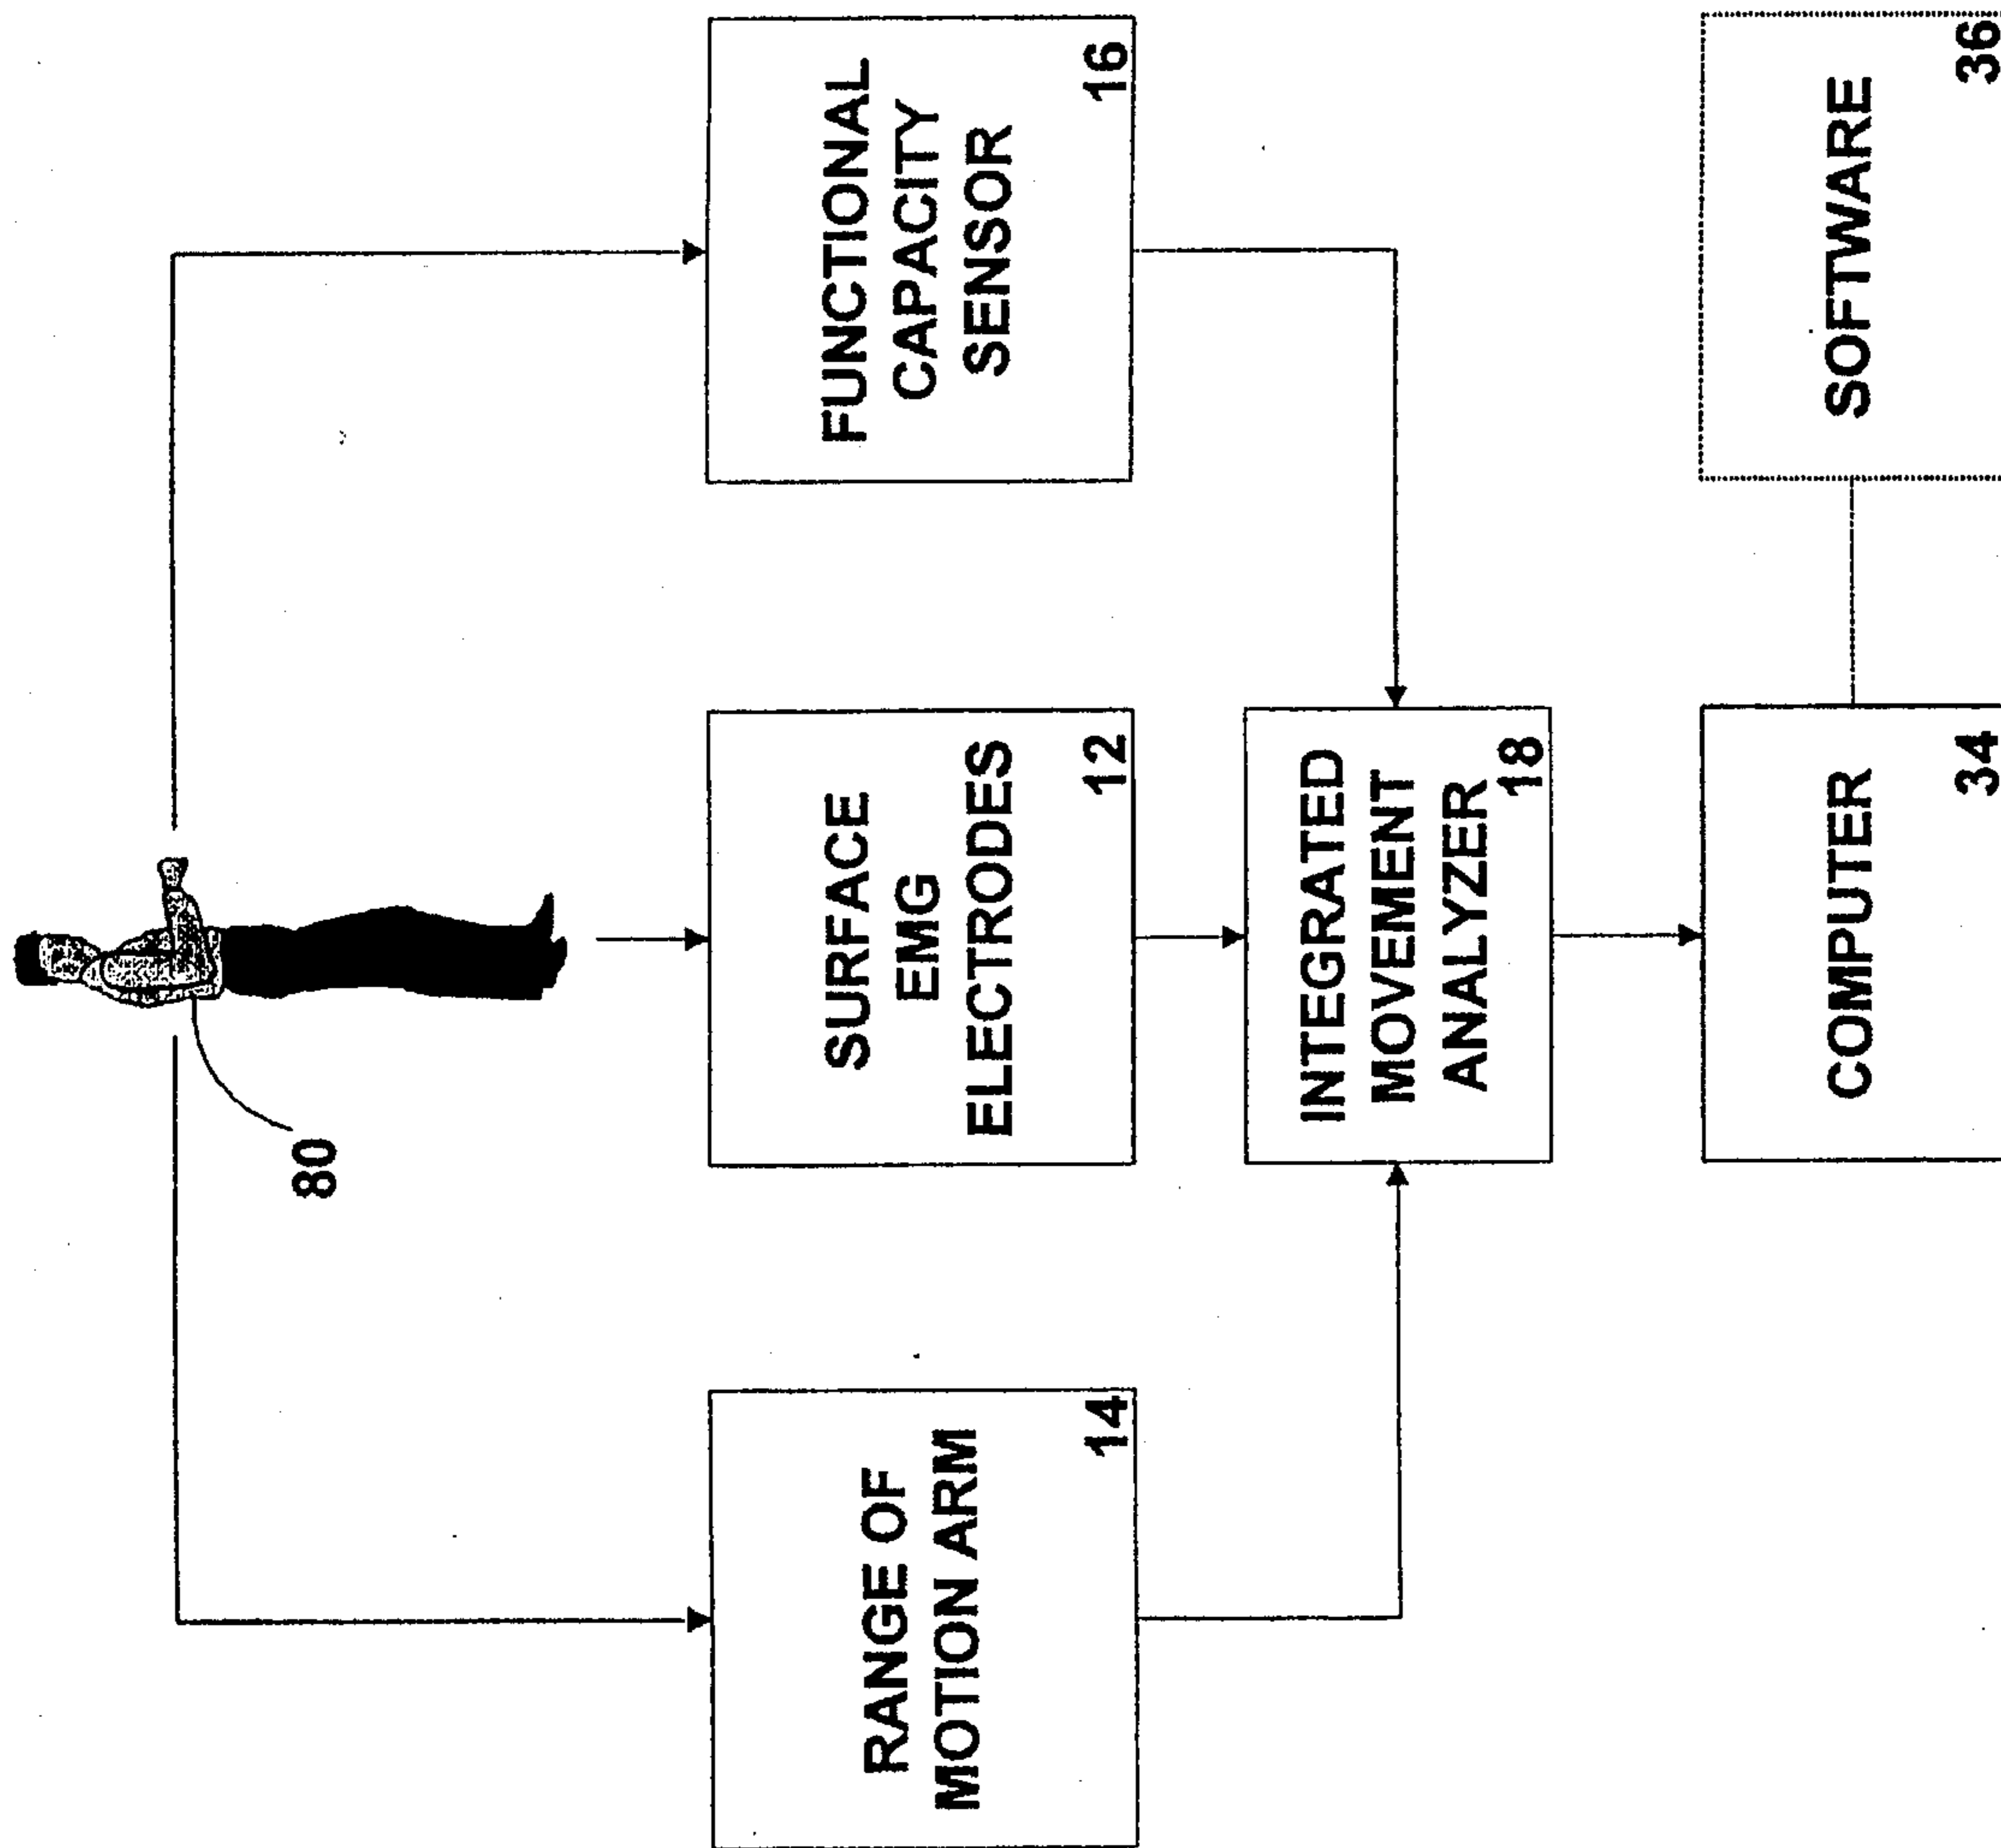 80
RANGE OF
MOTION ARM
14
SURFACE
EMG
ELECTRODES
12
FUNCTIONAL
CAPACITY
SENSOR
16
INTEGRATED
MOVEMENT
ANALYZER
18
COMPUTER
34
SOFTWARE
36